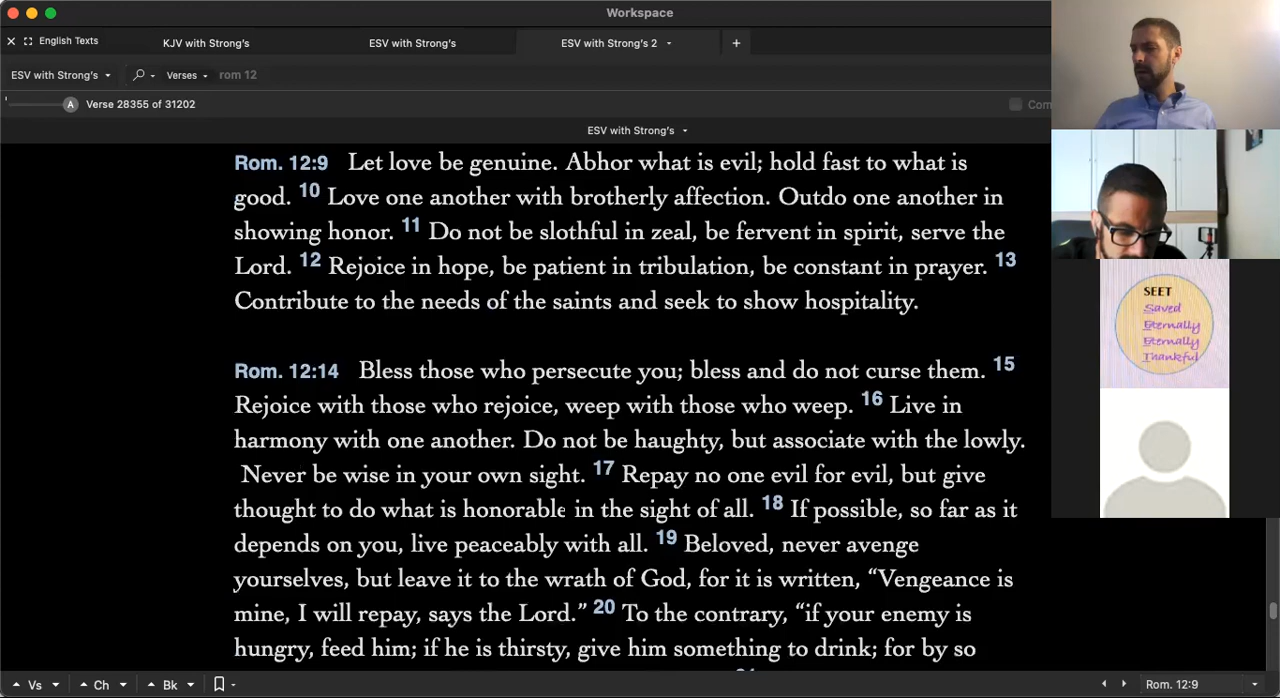 Workspace
English Texts
KJV with Strong's
ESV with Strong's
ESV with Strong's 2
+
ESV with Strong's
Verses
rom 12
A Verse 28355 of 31202
Com
ESV with Strong's
Rom. 12:9 Let love be genuine. Abhor what is evil; hold fast to what is
good. 10 Love one another with brotherly affection. Outdo one another in
showing honor. 11 Do not be slothful in zeal, be fervent in spirit, serve the
Lord. 12 Rejoice in hope, be patient in tribulation, be constant in prayer. 13
Contribute to the needs of the saints and seek to show hospitality.
Rom. 12:14 Bless those who persecute you; bless and do not curse them. 15
Rejoice with those who rejoice, weep with those who weep. 16 Live in
harmony with one another. Do not be haughty, but associate with the lowly.
Never be wise in your own sight. 17 Repay no one evil for evil, but give
thought to do what is honorable in the sight of all. 18 If possible, so far as it
depends on you, live peaceably with all. 19 Beloved, never avenge
yourselves, but leave it to the wrath of God, for it is written, “Vengeance is
mine, I will repay, says the Lord.” 20 To the contrary, “if your enemy is
hungry, feed him; if he is thirsty, give him something to drink; for by so
SEET
Saved
Eternally
Eternally
Thankful
Vs
Ch
Bk
Rom. 12:9